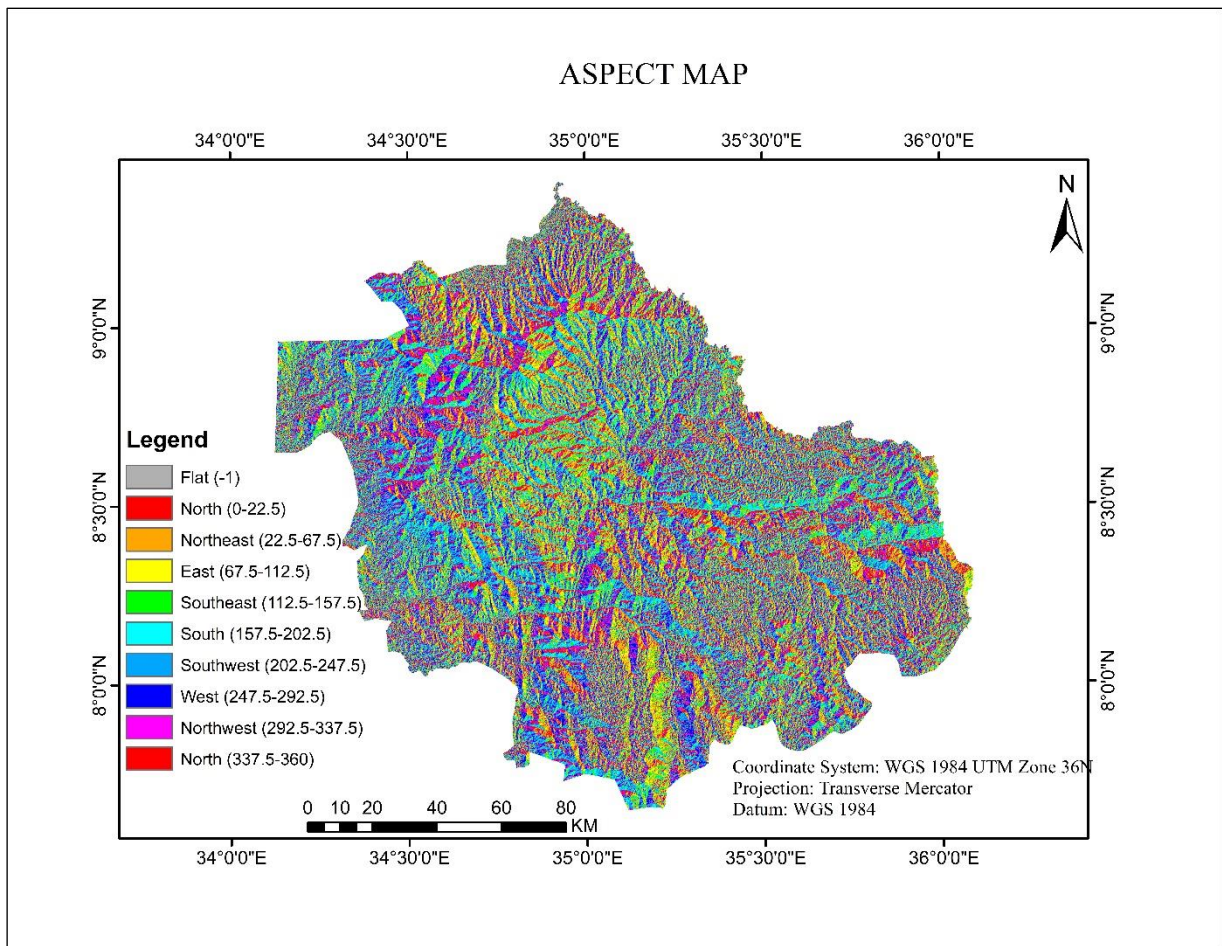 ASPECT MAP
34°0'0"E 34°30'0"E 35°0'0"E 35°30'0"E 36°0'0"E
N
9°0'0"N 9°0'0"N
Legend
Flat (-1)
North (0-22.5)
Northeast (22.5-67.5)
East (67.5-112.5)
Southeast (112.5-157.5)
South (157.5-202.5)
Southwest (202.5-247.5)
West (247.5-292.5)
Northwest (292.5-337.5)
North (337.5-360)
8°30'0"N 8°30'0"N
8°0'0"N 8°0'0"N
Coordinate System: WGS 1984 UTM Zone 36N
Projection: Transverse Mercator
Datum: WGS 1984
0 10 20 40 60 80
KM
34°0'0"E 34°30'0"E 35°0'0"E 35°30'0"E 36°0'0"E